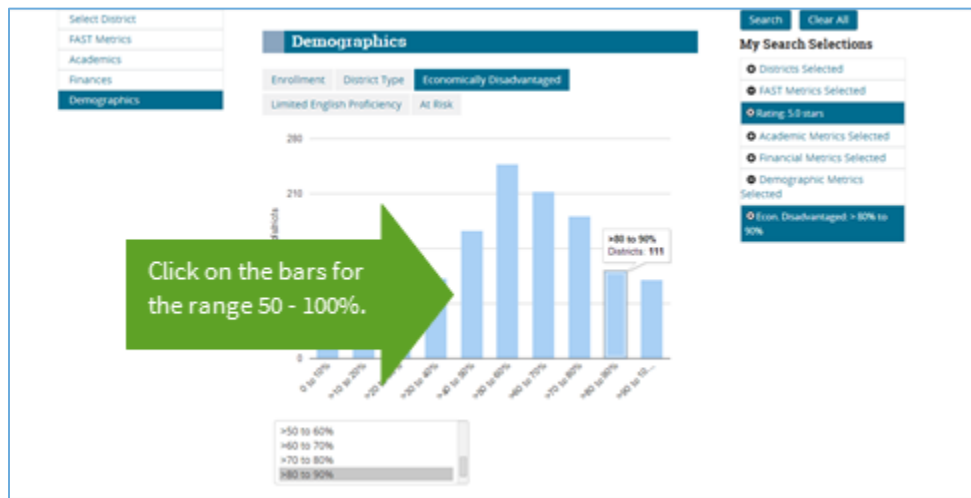 Select District
FAST Metrics
Academics
Finances
Demographics
Demographics
Enrollment District Type Economically Disadvantaged
Limited English Proficiency At Risk
280
210
districts
0
0 to 10%
>10 to 20%
>20
>30 to 40%
>40 to 50%
>50 to 60%
>60 to 70%
>70 to 80%
>80 to 90%
>90 to 10...
>80 to 90%
Districts: 111
Click on the bars for
the range 50 - 100%.
>50 to 60%
>60 to 70%
>70 to 80%
>80 to 90%
Search Clear All
My Search Selections
Districts Selected
FAST Metrics Selected
Rating: 5.0 stars
Academic Metrics Selected
Financial Metrics Selected
Demographic Metrics
Selected
Econ. Disadvantaged: > 80% to
90%